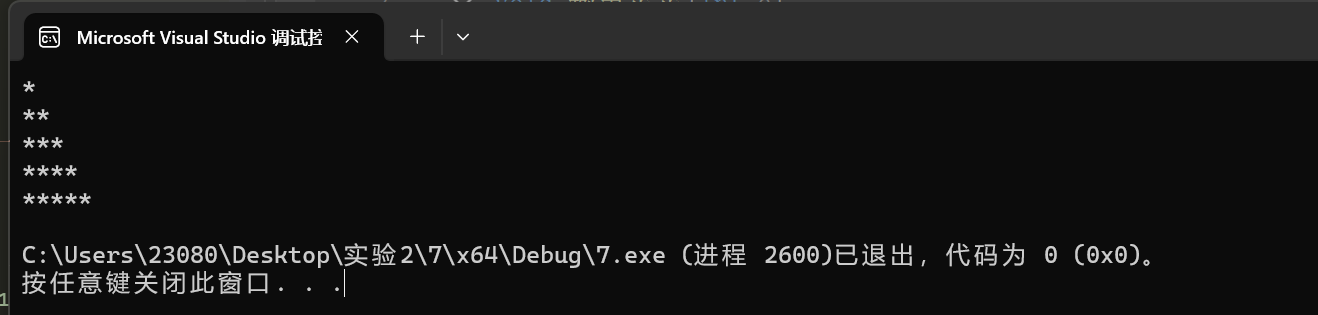 Microsoft Visual Studio 调试控
*
**
***
****
*****
C:\Users\23080\Desktop\实验2\7\x64\Debug\7.exe (进程 2600)已退出，代码为 0 (0x0)。
按任意键关闭此窗口. . .